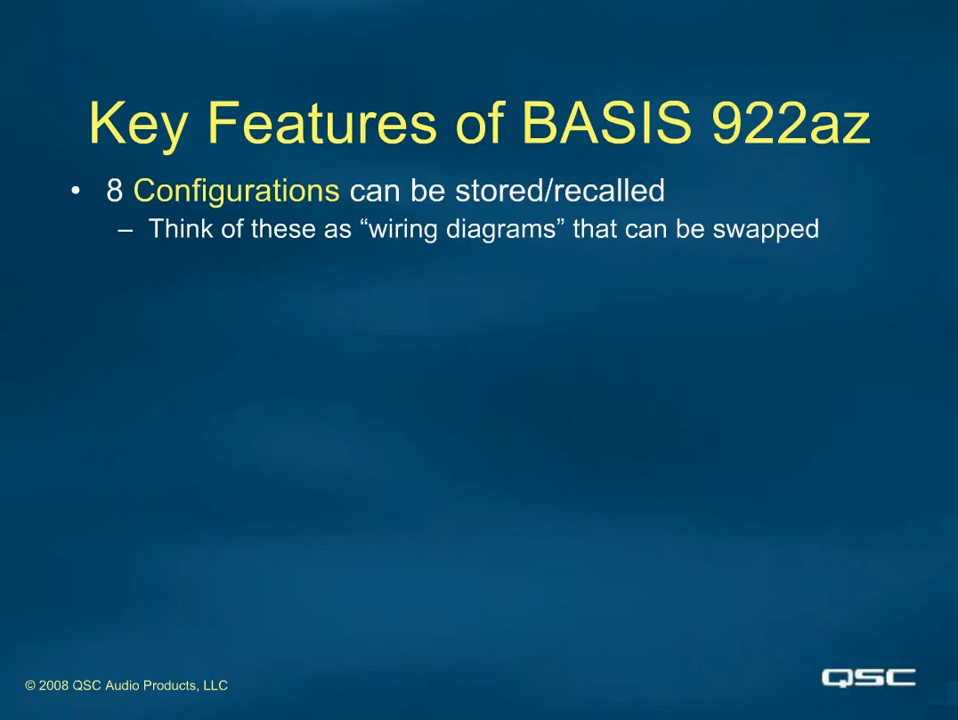 Key Features of BASIS 922az
• 8 Configurations can be stored/recalled
– Think of these as “wiring diagrams” that can be swapped
© 2008 QSC Audio Products, LLC
QSC